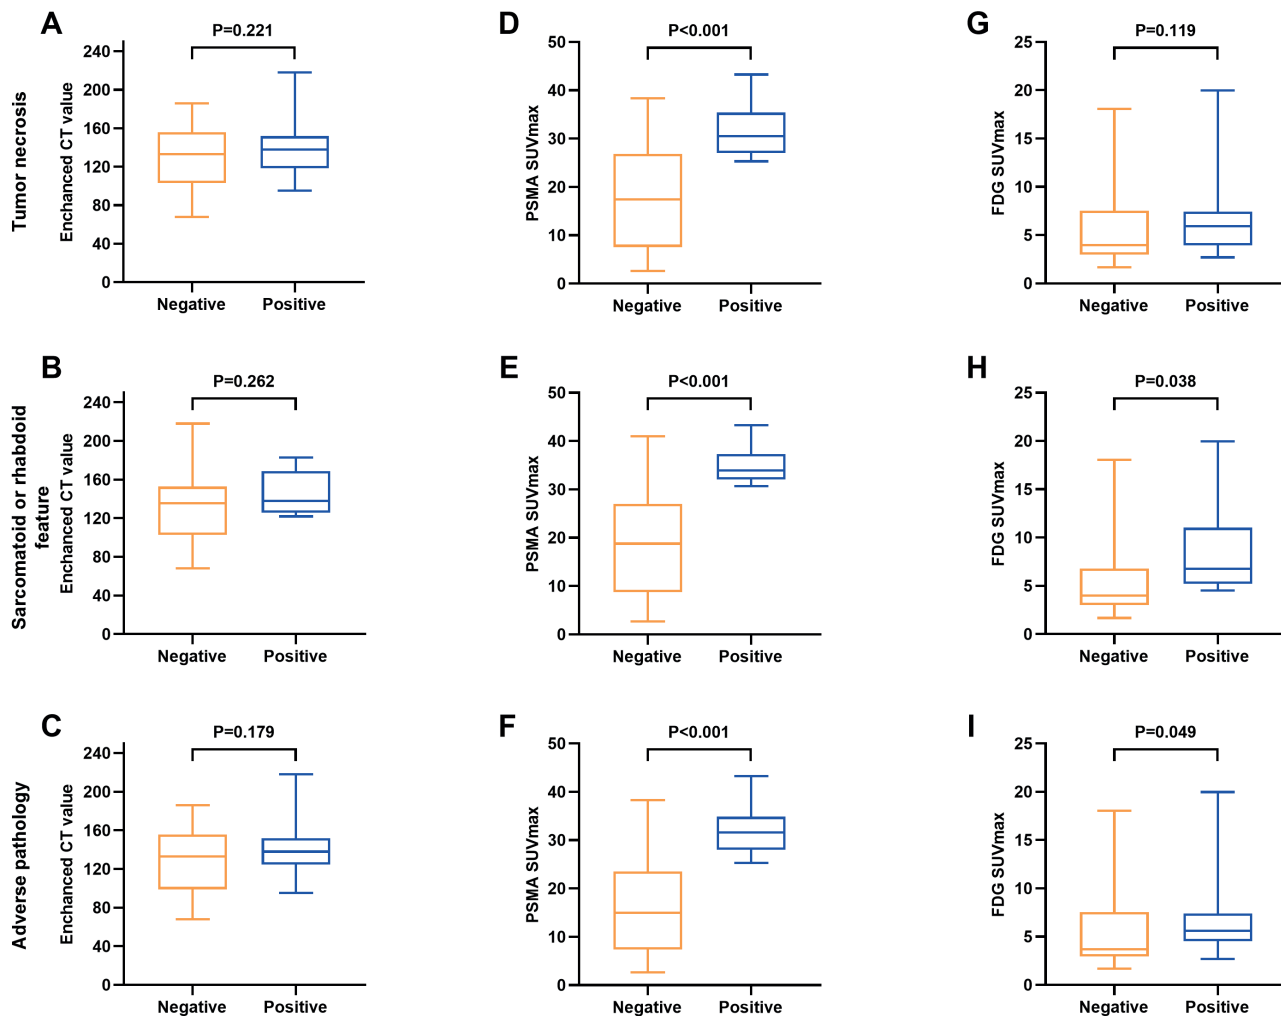 A
P=0.221
Tumor necrosis
Enchanced CT value
240
200
160
120
80
40
0
Negative
Positive
D
P<0.001
PSMA SUVmax
50
40
30
20
10
0
Negative
Positive
G
P=0.119
FDG SUVmax
25
20
15
10
5
0
Negative
Positive
B
P=0.262
Sarcomatoid or rhabdoid
feature
Enchanced CT value
240
200
160
120
80
40
0
Negative
Positive
E
P<0.001
PSMA SUVmax
50
40
30
20
10
0
Negative
Positive
H
P=0.038
FDG SUVmax
25
20
15
10
5
0
Negative
Positive
C
P=0.179
Adverse pathology
Enchanced CT value
240
200
160
120
80
40
0
Negative
Positive
F
P<0.001
PSMA SUVmax
50
40
30
20
10
0
Negative
Positive
I
P=0.049
FDG SUVmax
25
20
15
10
5
0
Negative
Positive